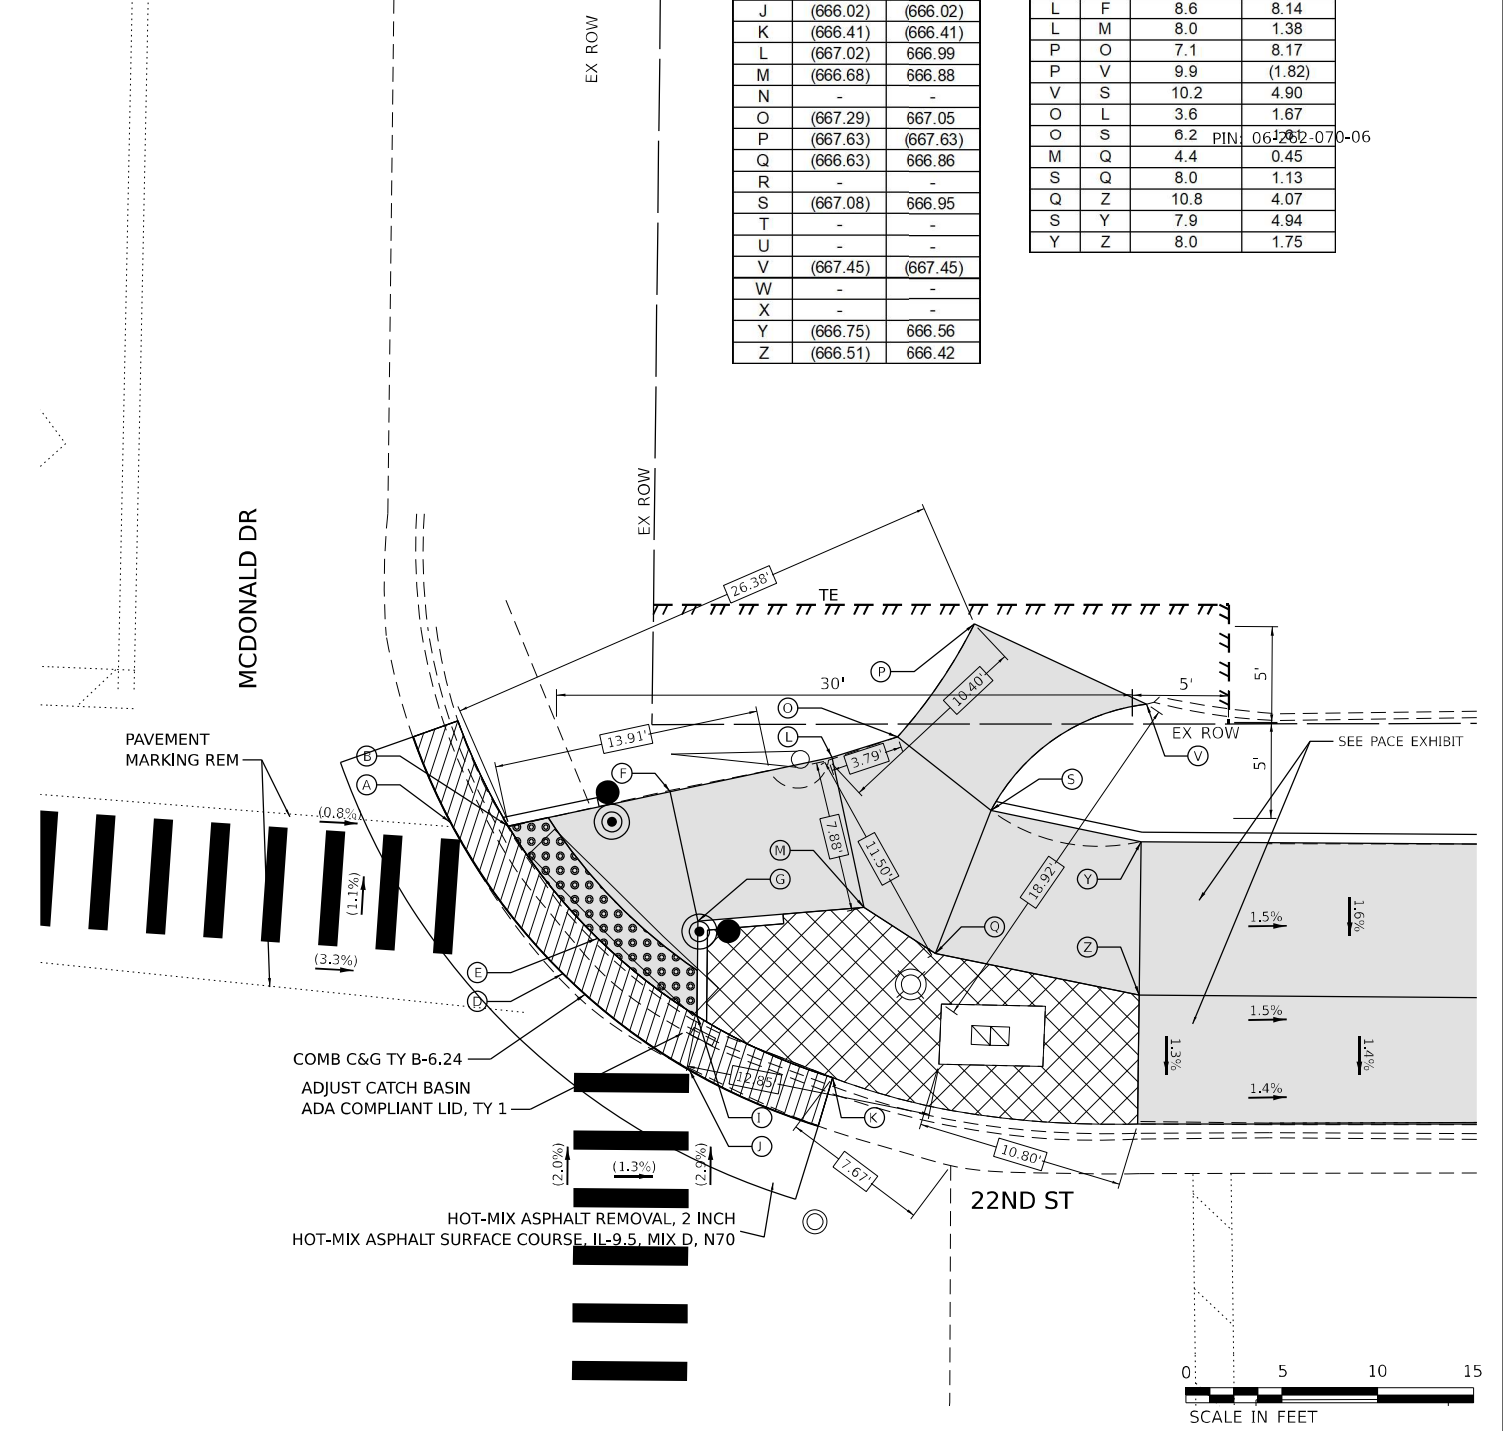 J (666.02) (666.02)
K (666.41) (666.41)
L (667.02) 666.99
M (666.68) 666.88
N - -
O (667.29) 667.05
P (667.63) (667.63)
Q (666.63) 666.86
R - -
S (667.08) 666.95
T - -
U - -
V (667.45) (667.45)
W - -
X - -
Y (666.75) 666.56
Z (666.51) 666.42
L F 8.6 8.14
L M 8.0 1.38
P O 7.1 8.17
P V 9.9 (1.82)
V S 10.2 4.90
O L 3.6 1.67
O S 6.2
PIN: 06-262-070-06
M Q 4.4 0.45
S Q 8.0 1.13
Q Z 10.8 4.07
S Y 7.9 4.94
Y Z 8.0 1.75
EX ROW
EX ROW
MCDONALD DR
26.38'
TE
P
30'
5'
5'
10.40'
O
13.91'
L
3.79'
EX ROW
V
5'
SEE PACE EXHIBIT
PAVEMENT
MARKING REM
B
A
F
S
(0.8%)
7.88'
11.50'
M
G
18.92'
Y
(1.1%)
1.5%
1.6%
Q
Z
(3.3%)
E
D
1.5%
1.3%
1.4%
1.4%
COMB C&G TY B-6.24
ADJUST CATCH BASIN
ADA COMPLIANT LID, TY 1
12.85'
I
K
J
(2.0%)
(1.3%)
(2.9%)
10.80'
7.67'
22ND ST
HOT-MIX ASPHALT REMOVAL, 2 INCH
HOT-MIX ASPHALT SURFACE COURSE, IL-9.5, MIX D, N70
0 5 10 15
SCALE IN FEET